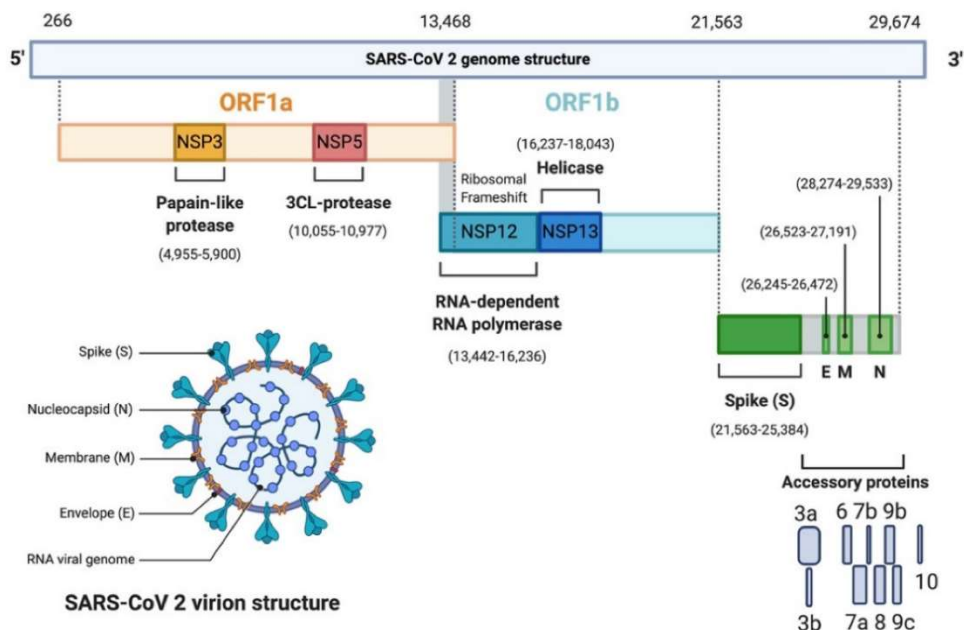 266
13,468
21,563
29,674
5'
SARS-CoV 2 genome structure
3'
ORF1a
ORF1b
NSP3
NSP5
(16,237-18,043)
Helicase
Papain-like
protease
(4,955-5,900)
3CL-protease
(10,055-10,977)
Ribosomal
Frameshift
NSP12
NSP13
RNA-dependent
RNA polymerase
(13,442-16,236)
(28,274-29,533)
(26,523-27,191)
(26,245-26,472)
E M N
Spike (S)
(21,563-25,384)
Accessory proteins
3a 6 7b 9b
10
3b 7a 8 9c
Spike (S)
Nucleocapsid (N)
Membrane (M)
Envelope (E)
RNA viral genome
SARS-CoV 2 virion structure